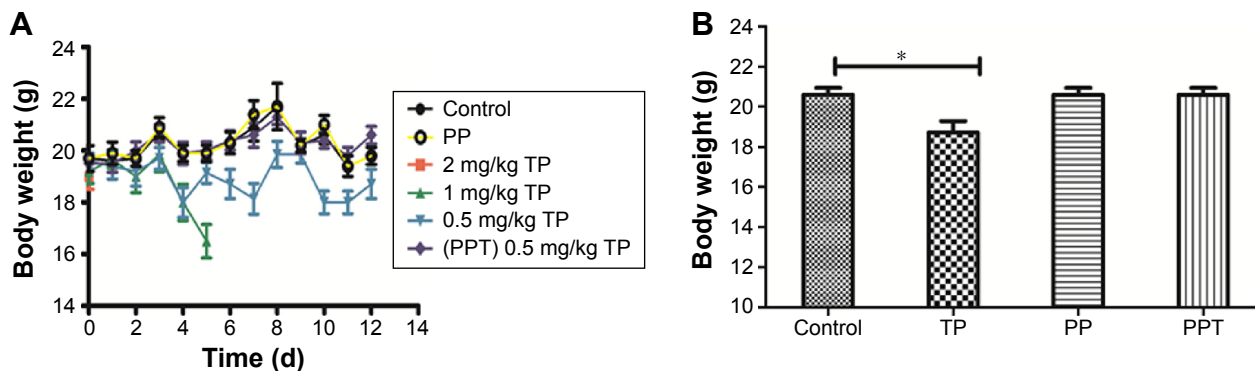 A
Body weight (g)
24
22
20
18
16
14
0 2 4 6 8 10 12 14
Time (d)
Control
PP
2 mg/kg TP
1 mg/kg TP
0.5 mg/kg TP
(PPT) 0.5 mg/kg TP
B
Body weight (g)
24
22
20
18
16
14
12
10
*
Control TP PP PPT